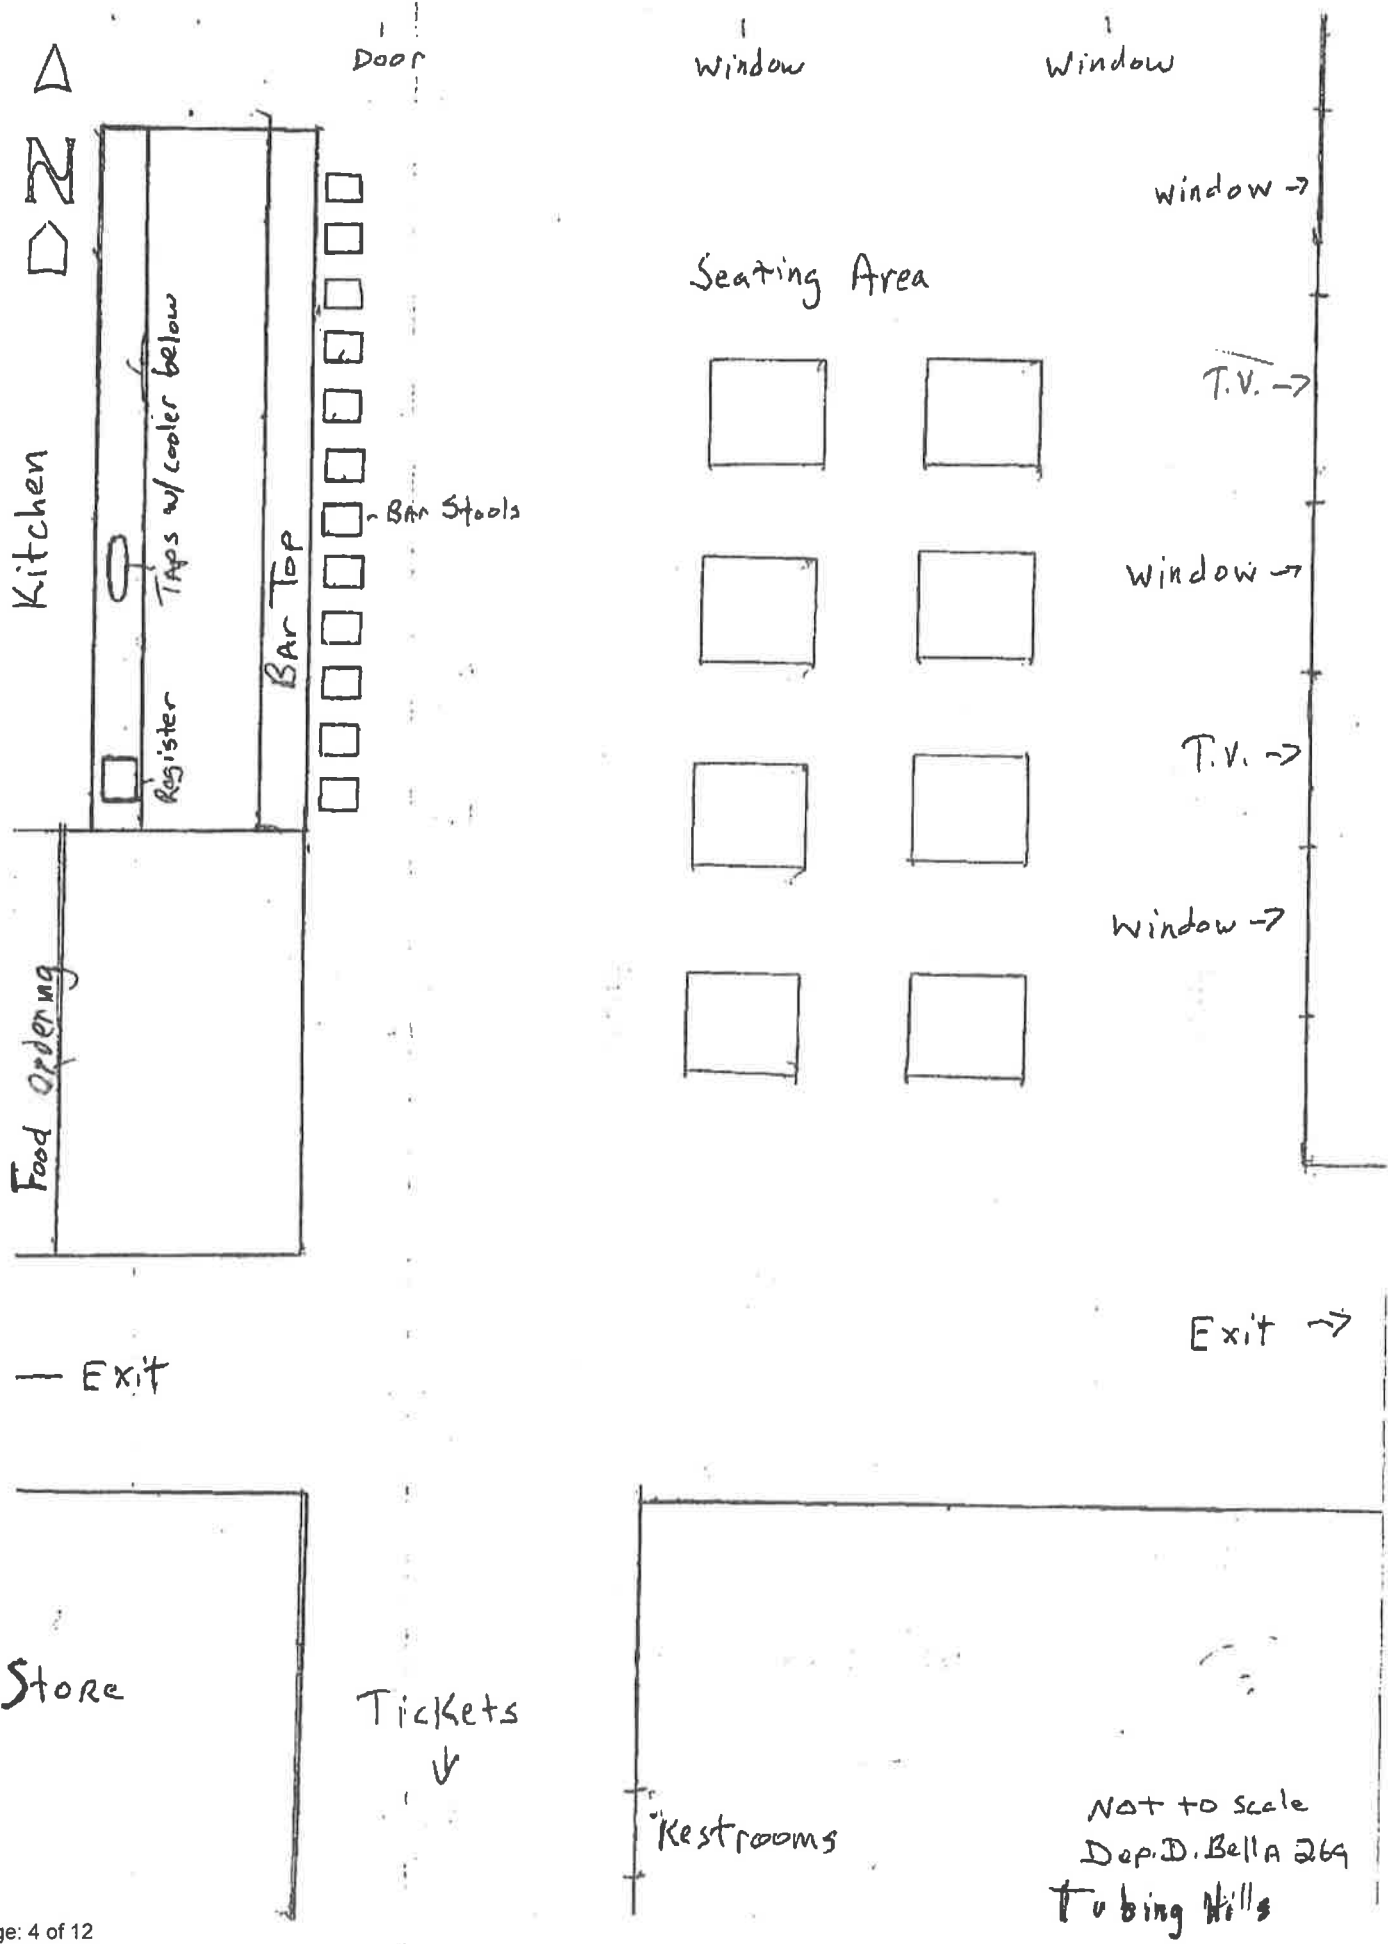 Door
Window
Window
N
Window →
Seating Area
T.V. →
Kitchen
Taps w/ cooler below
Bar Stools
Bar Top
Window →
Register
T.V. →
Window →
Food Ordering
Exit →
Exit
Store
Tickets
↓
Restrooms
Not to scale
Dep. D. Bella 269
Tubing Hills
ge: 4 of 12